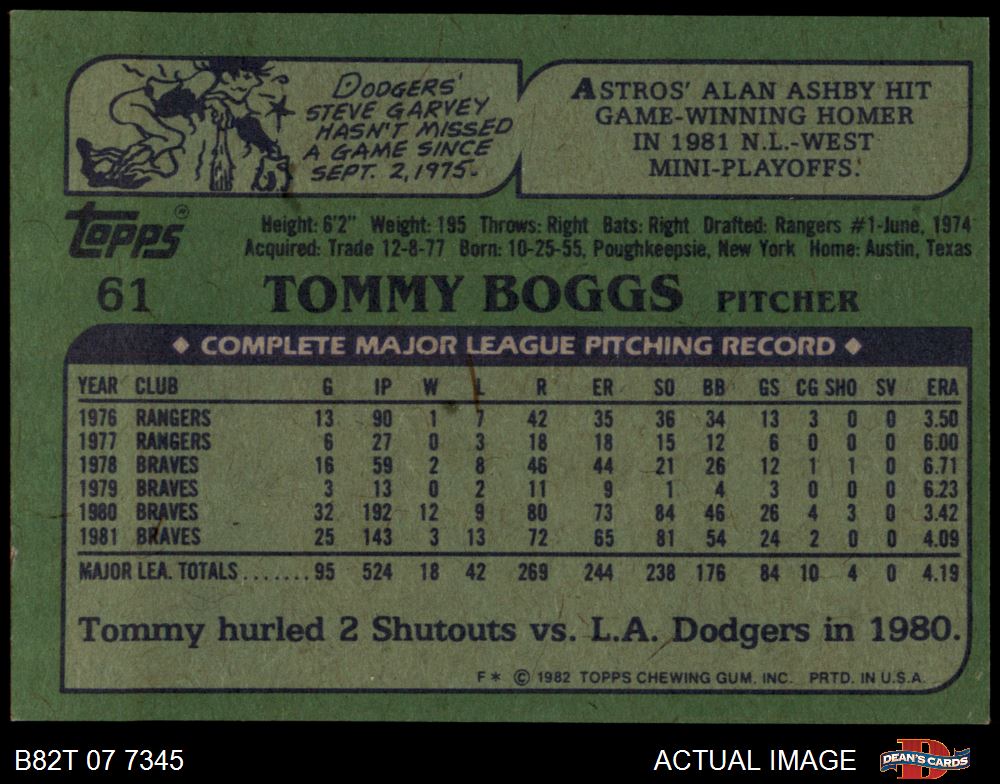 DODGERS'
STEVE GARVEY
HASN'T MISSED
A GAME SINCE
SEPT. 2, 1975.
ASTROS' ALAN ASHBY HIT
GAME-WINNING HOMER
IN 1981 N.L.-WEST
MINI-PLAYOFFS.
Topps®
Height: 6'2" Weight: 195 Throws: Right Bats: Right Drafted: Rangers #1-June, 1974
Acquired: Trade 12-8-77 Born: 10-25-55, Poughkeepsie, New York Home: Austin, Texas
61 TOMMY BOGGS PITCHER
◆ COMPLETE MAJOR LEAGUE PITCHING RECORD ◆
YEAR CLUB G IP W L R ER SO BB GS CG SHO SV ERA
1976 RANGERS 13 90 1 7 42 35 36 34 13 3 0 0 3.50
1977 RANGERS 6 27 0 3 18 18 15 12 6 0 0 0 6.00
1978 BRAVES 16 59 2 8 46 44 21 26 12 1 1 0 6.71
1979 BRAVES 3 13 0 2 11 9 1 4 3 0 0 0 6.23
1980 BRAVES 32 192 12 9 80 73 84 46 26 4 3 0 3.42
1981 BRAVES 25 143 3 13 72 65 81 54 24 2 0 0 4.09
MAJOR LEA. TOTALS.......95 524 18 42 269 244 238 176 84 10 4 0 4.19
Tommy hurled 2 Shutouts vs. L.A. Dodgers in 1980.
F* © 1982 TOPPS CHEWING GUM, INC. PRTD. IN U.S.A.
B82T 07 7345 ACTUAL IMAGE
D
DEAN'S CARDS